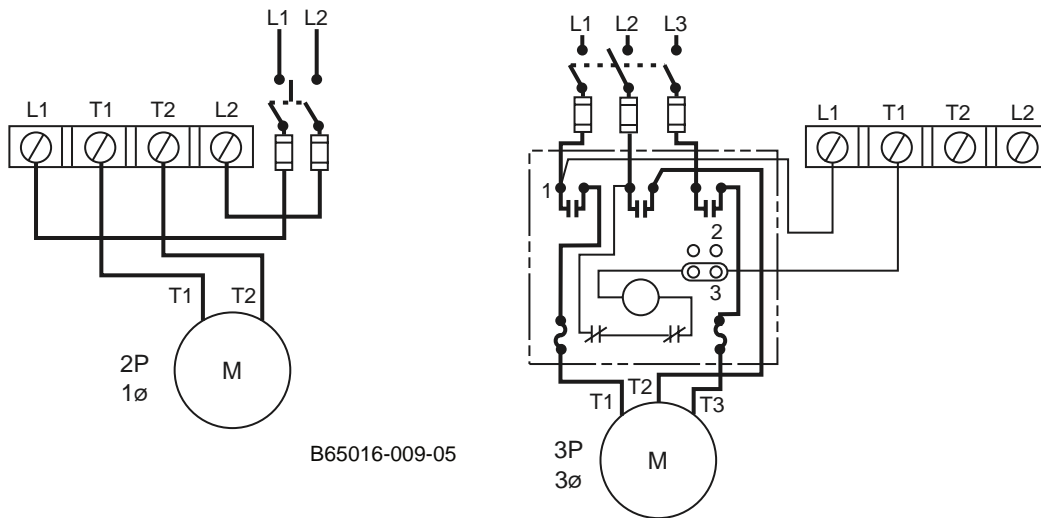 L1 L2
L1 T1 T2 L2
T1 T2
M
2P
1ø
B65016-009-05
L1 L2 L3
L1 T1 T2 L2
1
2
3
T1 T2 T3
M
3P
3ø